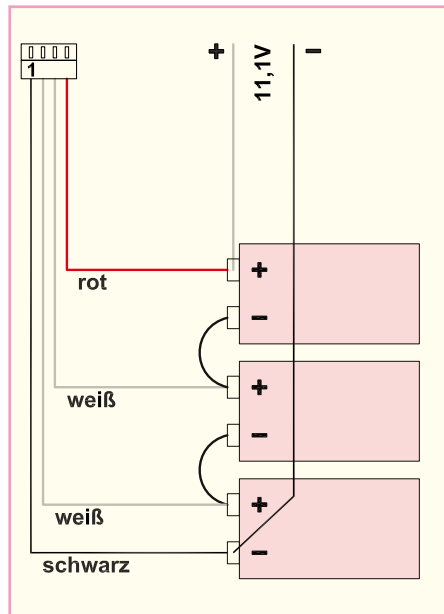 + 11,1V −
1
+
rot
−
+
weiß
−
+
weiß
−
schwarz